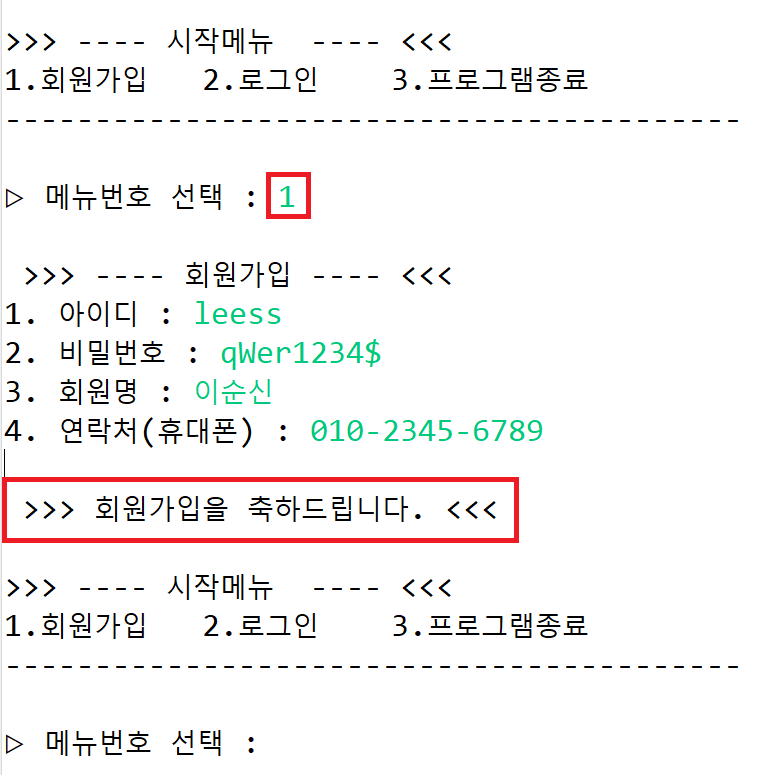 >>> ---- 시작메뉴  ---- <<<
1.회원가입   2.로그인    3.프로그램종료
-----------------------------------------
▷ 메뉴번호 선택 : 1
>>> ---- 회원가입 ---- <<<
1. 아이디 : leess
2. 비밀번호 : qWer1234$
3. 회원명 : 이순신
4. 연락처(휴대폰) : 010-2345-6789
>>> 회원가입을 축하드립니다. <<<
>>> ---- 시작메뉴  ---- <<<
1.회원가입   2.로그인    3.프로그램종료
-----------------------------------------
▷ 메뉴번호 선택 :